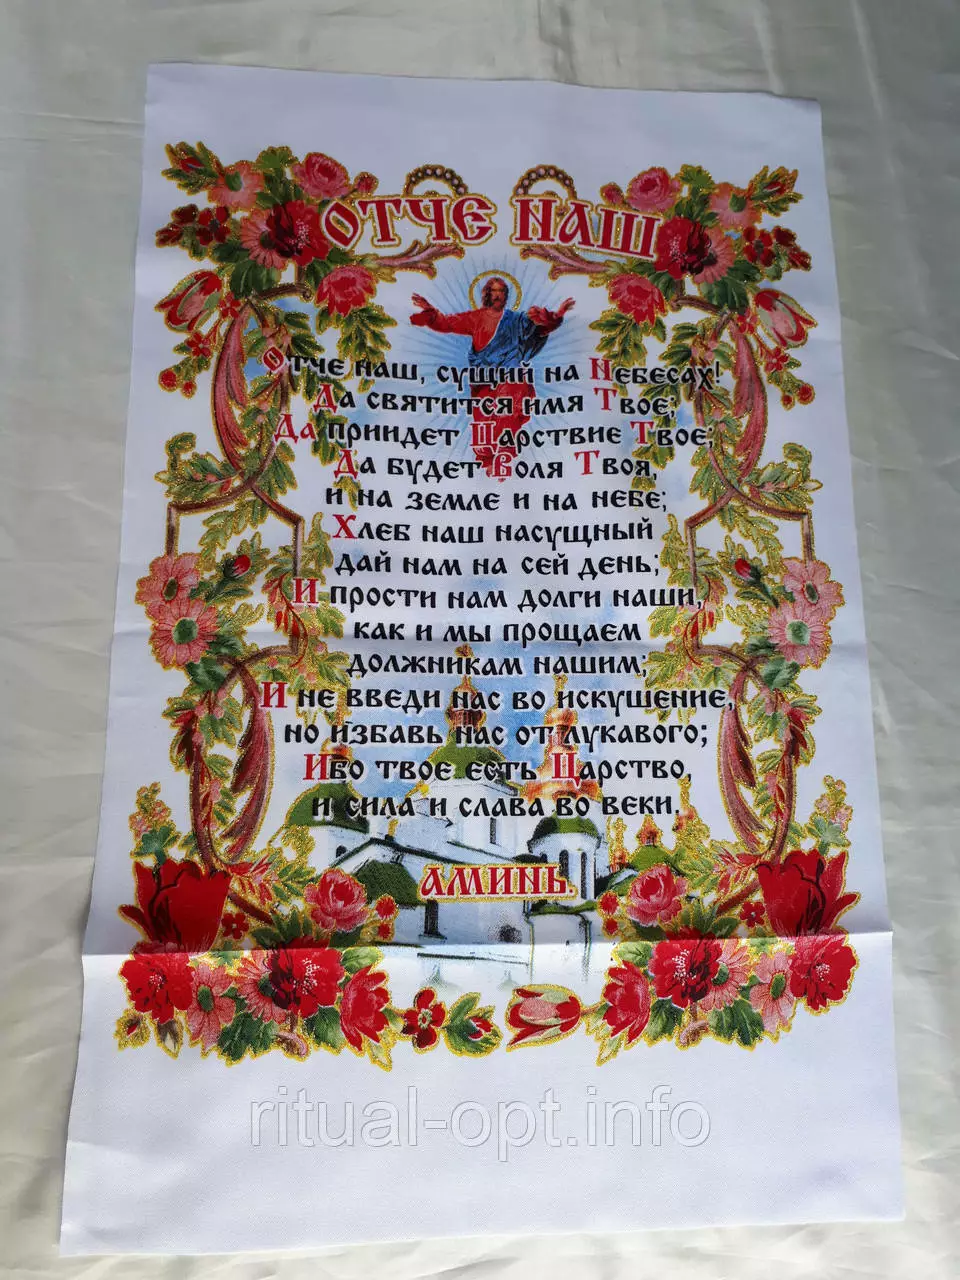 ОТЧЕ НАШ
Отче наш, сущий на Небесах!
Да святится имя Твое;
Да приидет Царствие Твое;
Да будет Воля Твоя,
и на земле и на небе;
Хлеб наш насущный
дай нам на сей день;
И прости нам долги наши,
как и мы прощаем
должникам нашим;
И не введи нас во искушение,
но избавь нас от лукавого;
Ибо твое есть Царство,
и сила и слава во веки.
АМИНЬ.
ritual-opt.info